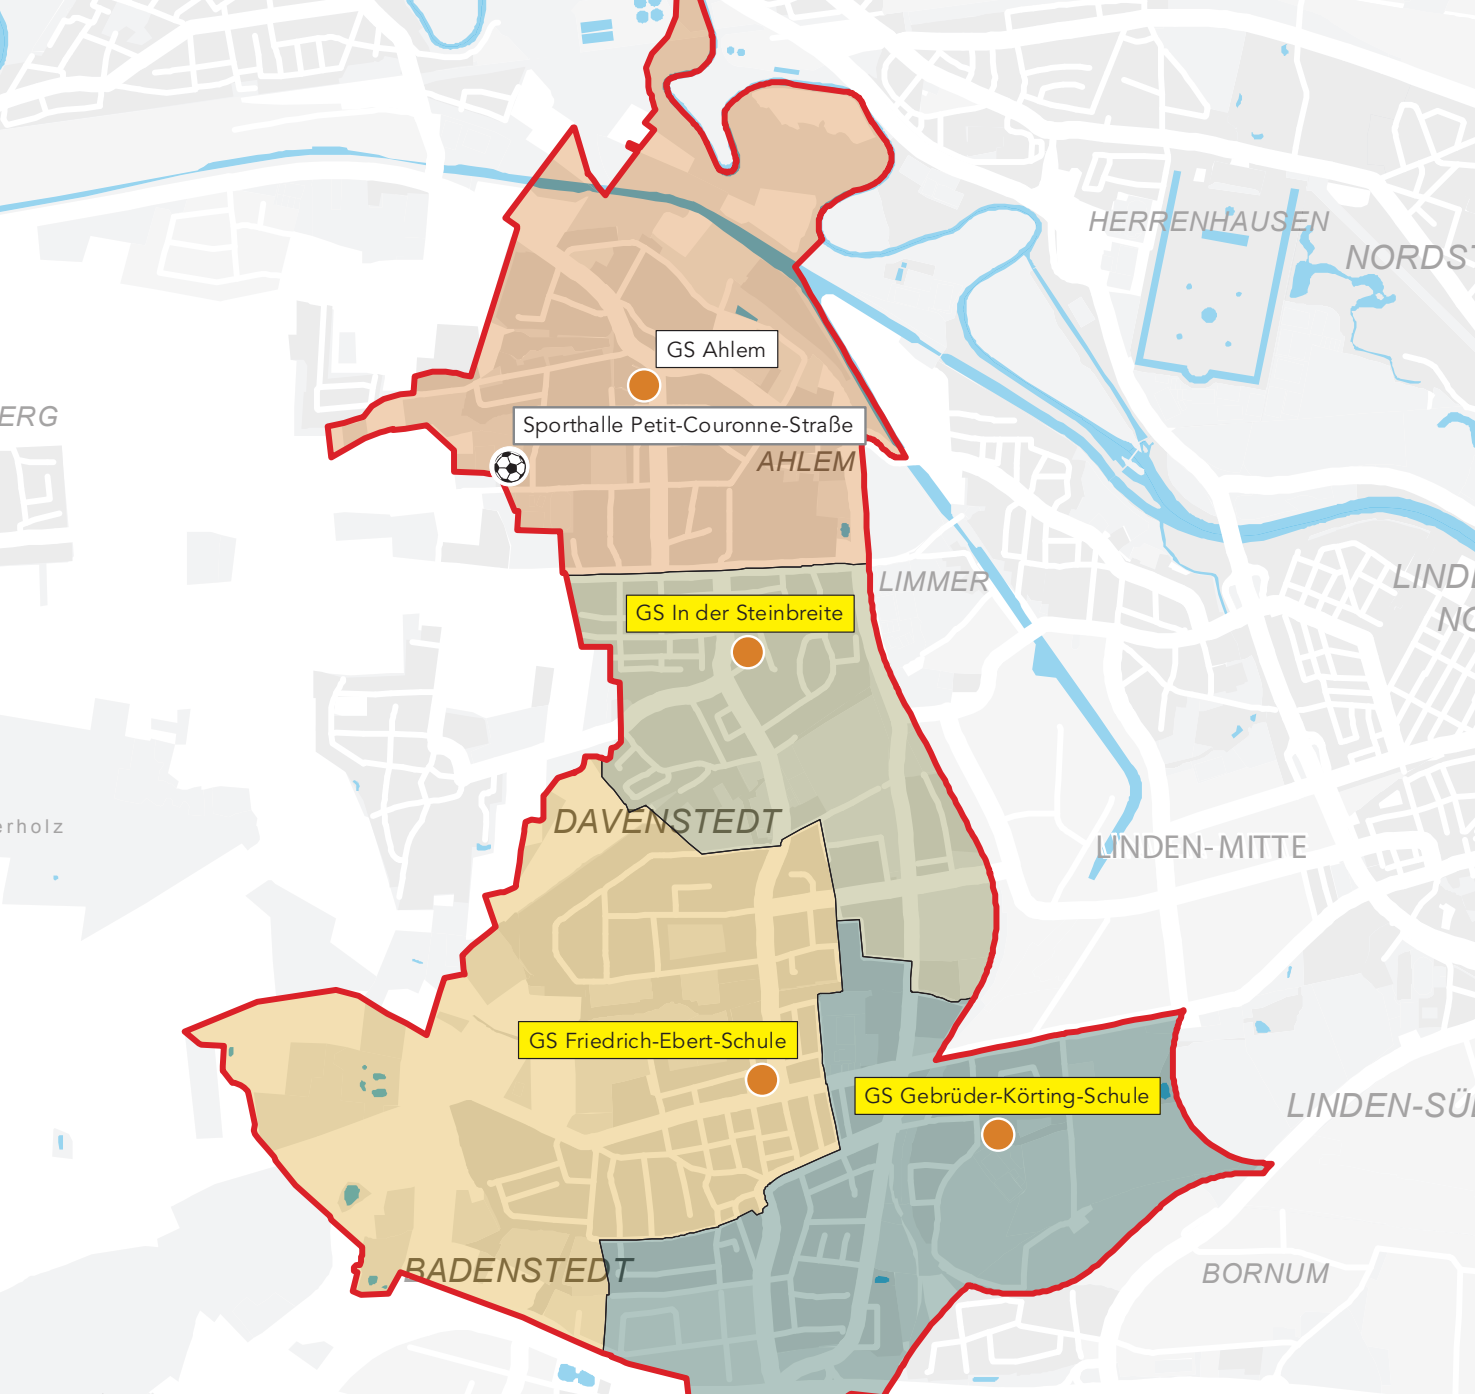 HERRENHAUSEN
NORDST
GS Ahlem
ERG
Sporthalle Petit-Couronne-Straße
AHLEM
LIMMER
LIND
NO
GS In der Steinbreite
DAVENSTEDT
erholz
LINDEN-MITTE
GS Friedrich-Ebert-Schule
GS Gebrüder-Körting-Schule
LINDEN-SÜ
BADENSTEDT
BORNUM